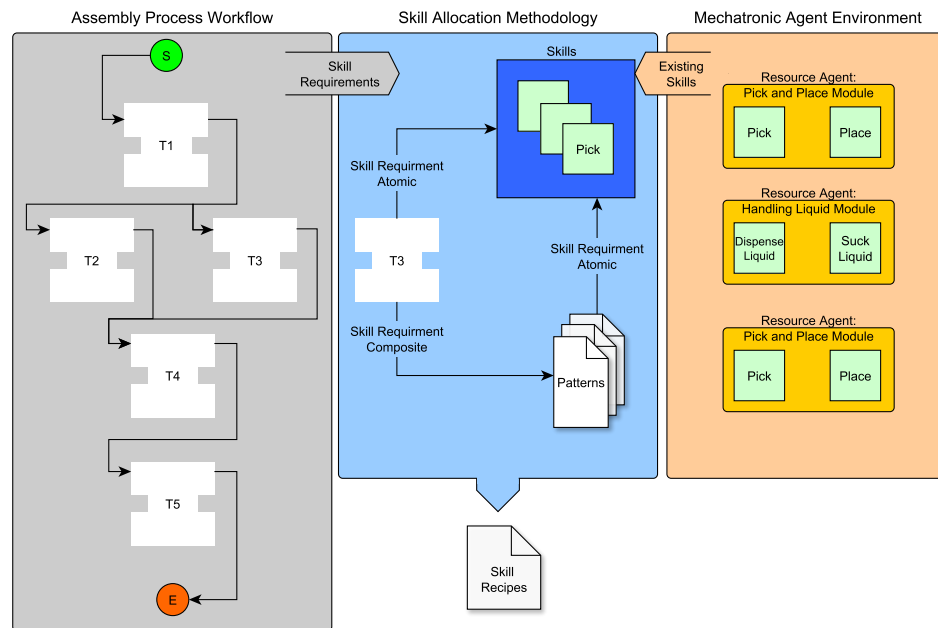 Assembly Process Workflow
Skill Allocation Methodology
Mechatronic Agent Environment
S
T1
T2
T3
T4
T5
E
Skill
Requirements
Skills
Pick
Existing
Skills
Skill Requirment
Atomic
T3
Skill Requirment
Atomic
Skill Requirment
Composite
Patterns
Skill
Recipes
Resource Agent:
Pick and Place Module
Pick
Place
Resource Agent:
Handling Liquid Module
Dispense
Liquid
Suck
Liquid
Resource Agent:
Pick and Place Module
Pick
Place